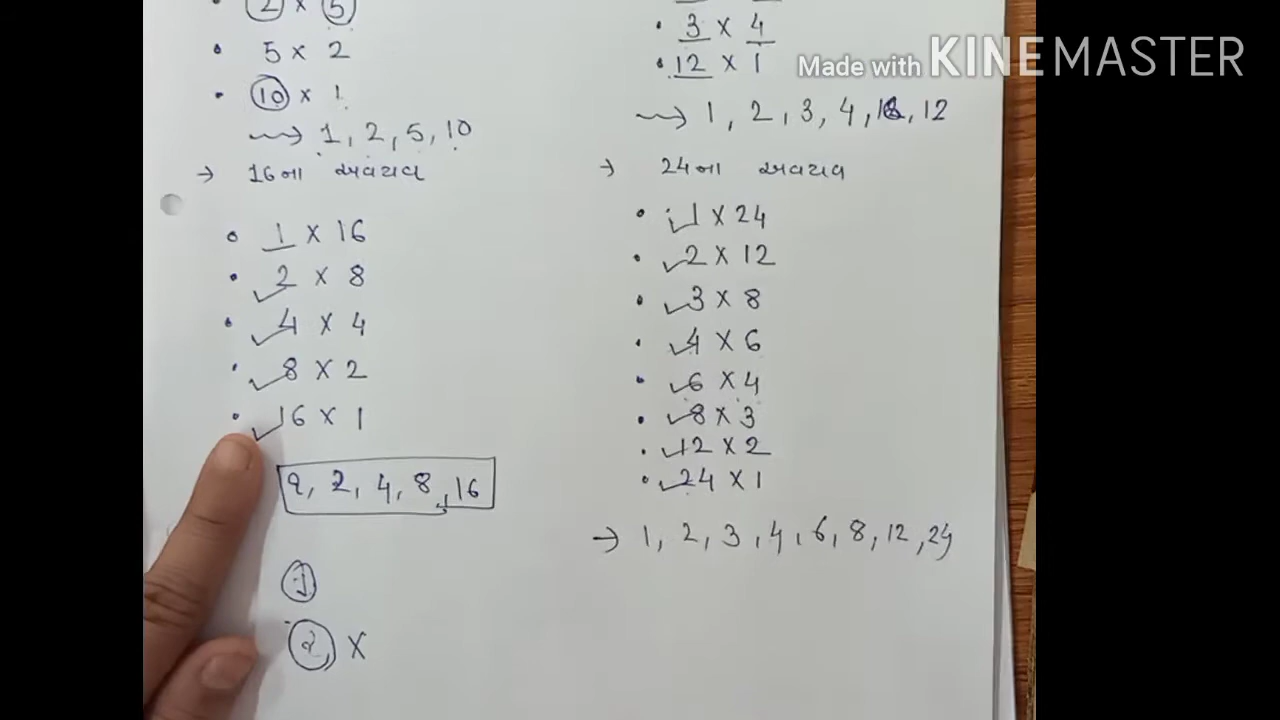 2 × 5
5 × 2
10 × 1
1, 2, 5, 10
→ 16ના અવયવ
1 × 16
2 × 8
4 × 4
8 × 2
16 × 1
૧, 2, 4, 8, 16
1
૨ ×
3 × 4
12 × 1
1, 2, 3, 4, 12
→ 24ના અવયવ
1 × 24
2 × 12
3 × 8
4 × 6
6 × 4
8 × 3
12 × 2
24 × 1
→ 1, 2, 3, 4, 6, 8, 12, 24
Made with KINEMASTER